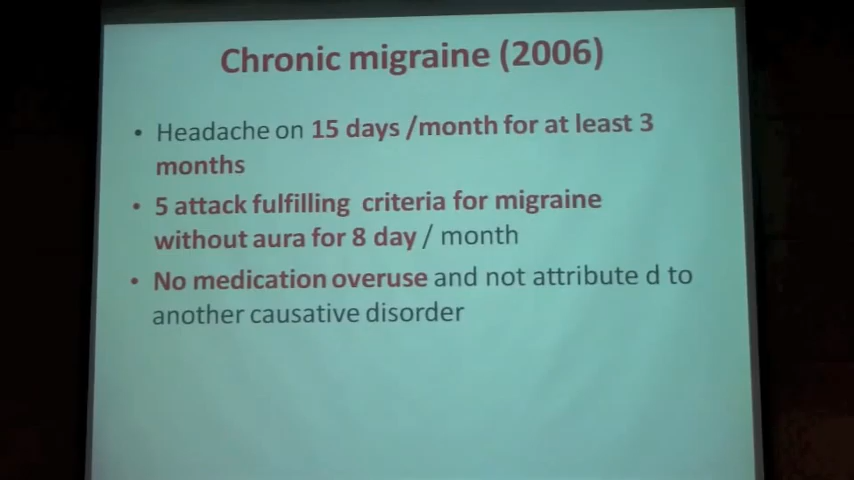 Chronic migraine (2006)
• Headache on 15 days /month for at least 3
months
• 5 attack fulfilling criteria for migraine
without aura for 8 day / month
• No medication overuse and not attribute d to
another causative disorder